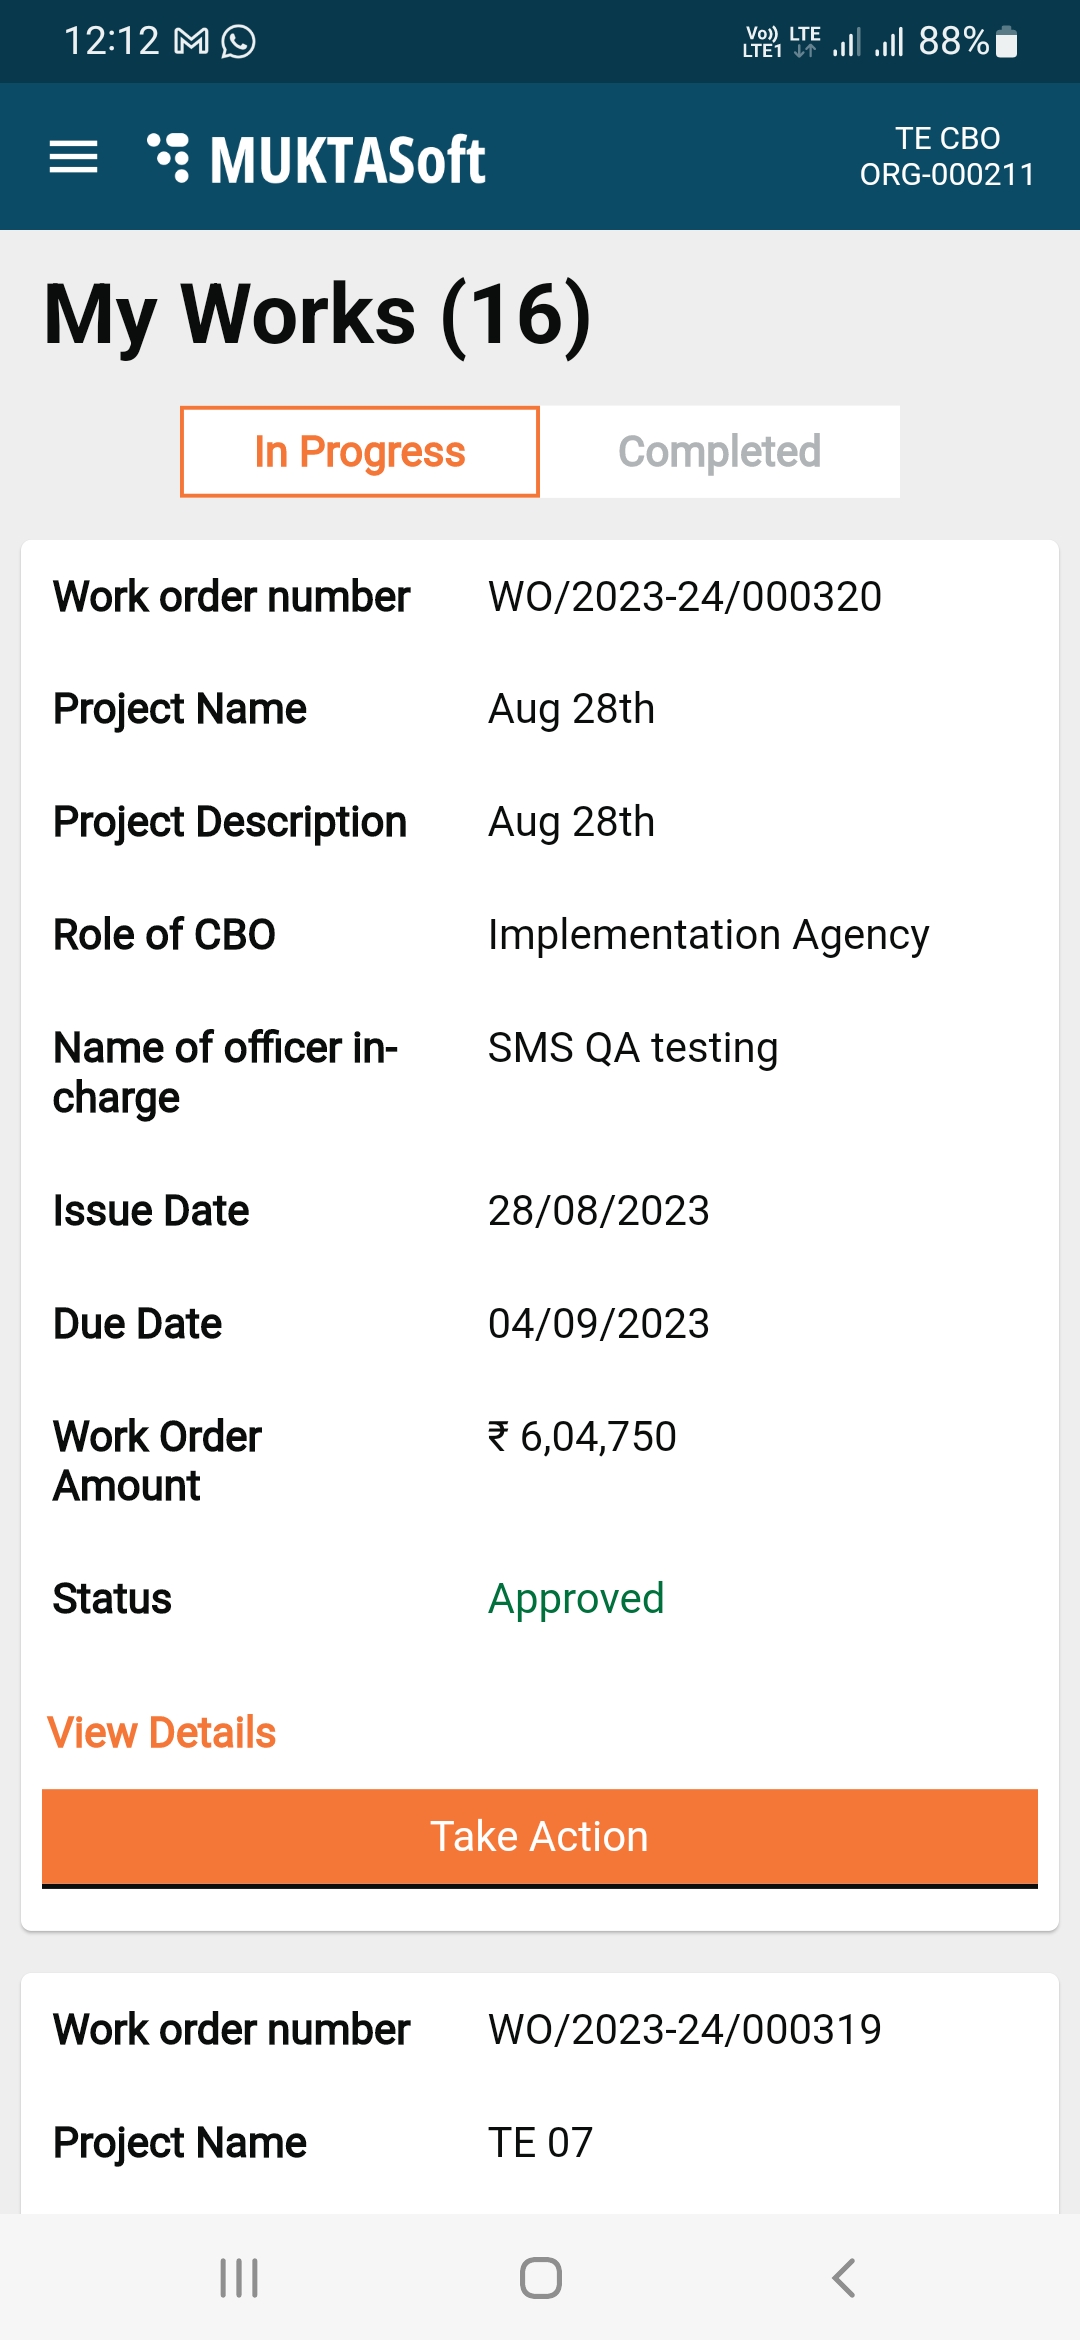 12:12 Vo)) LTE 88%
LTE1
MUKTASoft
TE CBO
ORG-000211
My Works (16)
In Progress Completed
Work order number WO/2023-24/000320
Project Name Aug 28th
Project Description Aug 28th
Role of CBO Implementation Agency
Name of officer in- SMS QA testing
charge
Issue Date 28/08/2023
Due Date 04/09/2023
Work Order ₹ 6,04,750
Amount
Status Approved
View Details
Take Action
Work order number WO/2023-24/000319
Project Name TE 07